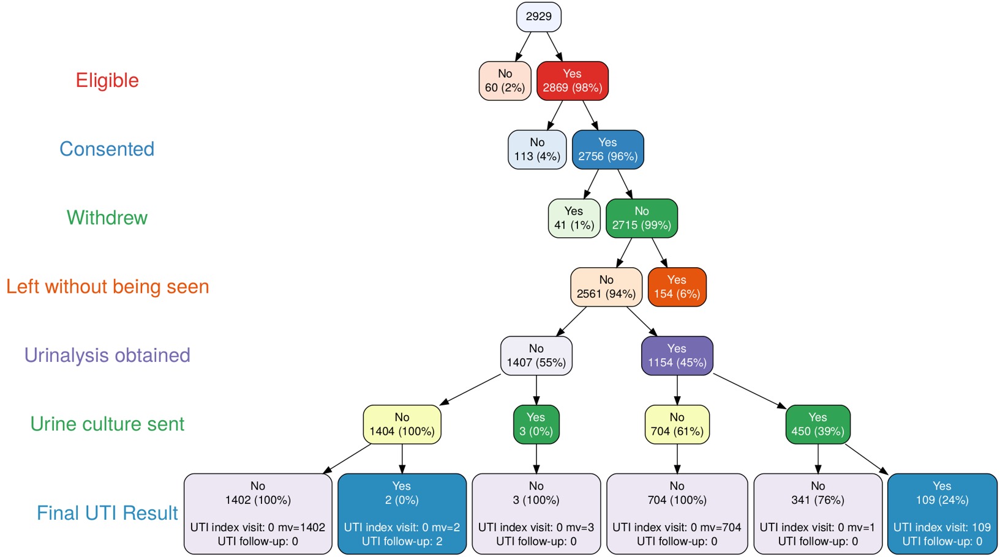 2929
Eligible
No
60 (2%)
Yes
2869 (98%)
Consented
No
113 (4%)
Yes
2756 (96%)
Withdrew
Yes
41 (1%)
No
2715 (99%)
Left without being seen
No
2561 (94%)
Yes
154 (6%)
Urinalysis obtained
No
1407 (55%)
Yes
1154 (45%)
Urine culture sent
No
1404 (100%)
Yes
3 (0%)
No
704 (61%)
Yes
450 (39%)
Final UTI Result
No
1402 (100%)
UTI index visit: 0 mv=1402
UTI follow-up: 0
Yes
2 (0%)
UTI index visit: 0 mv=2
UTI follow-up: 2
No
3 (100%)
UTI index visit: 0 mv=3
UTI follow-up: 0
No
704 (100%)
UTI index visit: 0 mv=704
UTI follow-up: 0
No
341 (76%)
UTI index visit: 0 mv=1
UTI follow-up: 0
Yes
109 (24%)
UTI index visit: 109
UTI follow-up: 0